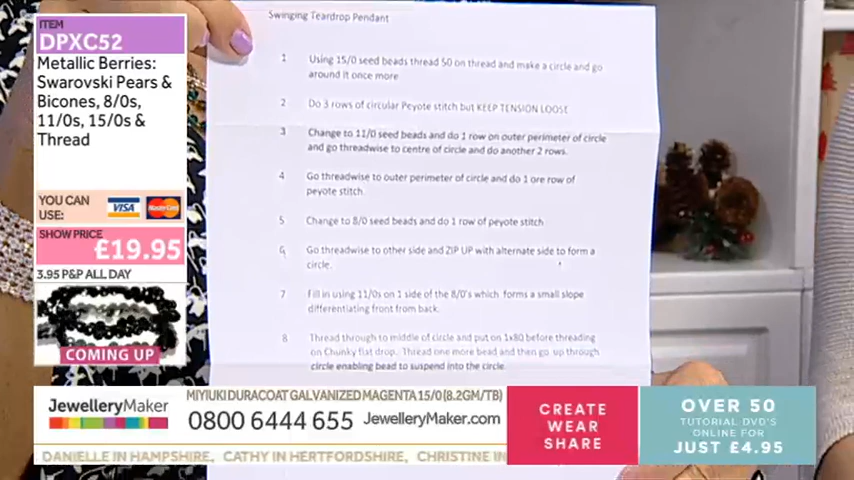 Swinging Teardrop Pendant
1 Using 15/0 seed beads thread 50 on thread and make a circle and go
around it once more
2 Do 3 rows of circular Peyote stitch but KEEP TENSION LOOSE
3 Change to 11/0 seed beads and do 1 row on outer perimeter of circle
and go threadwise to centre of circle and do another 2 rows.
4 Go threadwise to outer perimeter of circle and do 1 ore row of
peyote stitch.
5 Change to 8/0 seed beads and do 1 row of peyote stitch
6 Go threadwise to other side and ZIP UP with alternate side to form a
circle.
7 Fill in using 11/0s on 1 side of the 8/0's which forms a small slope
differentiating front from back.
8 Thread through to middle of circle and put on 1x80 before threading
on Chunky flat drop. Thread one more bead and then go up through
circle enabling bead to suspend into the circle.
ITEM
DPXC52
Metallic Berries:
Swarovski Pears &
Bicones, 8/0s,
11/0s, 15/0s &
Thread
YOU CAN
USE:
VISA
MasterCard
SHOW PRICE
£19.95
3.95 P&P ALL DAY
COMING UP
JewelleryMaker
MIYIUKI DURACOAT GALVANIZED MAGENTA 15/0 (8.2GM/TB)
0800 6444 655 JewelleryMaker.com
CREATE
WEAR
SHARE
OVER 50
TUTORIAL DVD'S
ONLINE FOR
JUST £4.95
DANIELLE IN HAMPSHIRE, CATHY IN HERTFORDSHIRE, CHRISTINE IN